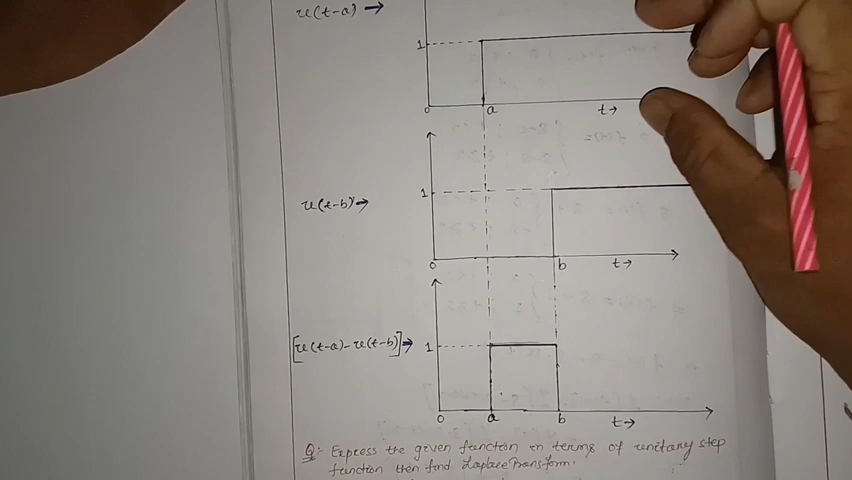 u(t-a) →
1
0
a
t→
u(t-b) →
1
0
b
t→
[u(t-a) - u(t-b)] →
1
0
a
b
t→
Q:- Express the given function in terms of unitary step
function then find Laplace Transform.